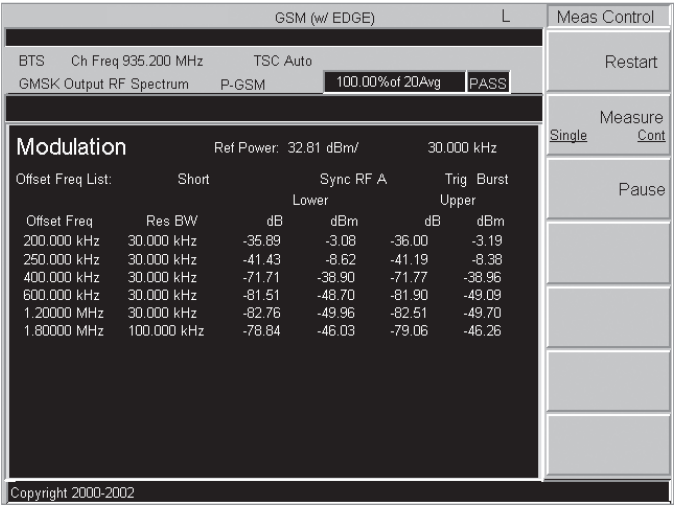 GSM (w/ EDGE) L Meas Control
BTS Ch Freq 935.200 MHz TSC Auto
GMSK Output RF Spectrum P-GSM 100.00%of 20Avg PASS
Restart
Measure
Single Cont
Pause
Modulation Ref Power: 32.81 dBm/ 30.000 kHz
Offset Freq List: Short Sync RF A Trig Burst
Lower Upper
Offset Freq Res BW dB dBm dB dBm
200.000 kHz 30.000 kHz -35.89 -3.08 -36.00 -3.19
250.000 kHz 30.000 kHz -41.43 -8.62 -41.19 -8.38
400.000 kHz 30.000 kHz -71.71 -38.90 -71.77 -38.96
600.000 kHz 30.000 kHz -81.51 -48.70 -81.90 -49.09
1.20000 MHz 30.000 kHz -82.76 -49.96 -82.51 -49.70
1.80000 MHz 100.000 kHz -78.84 -46.03 -79.06 -46.26
Copyright 2000-2002